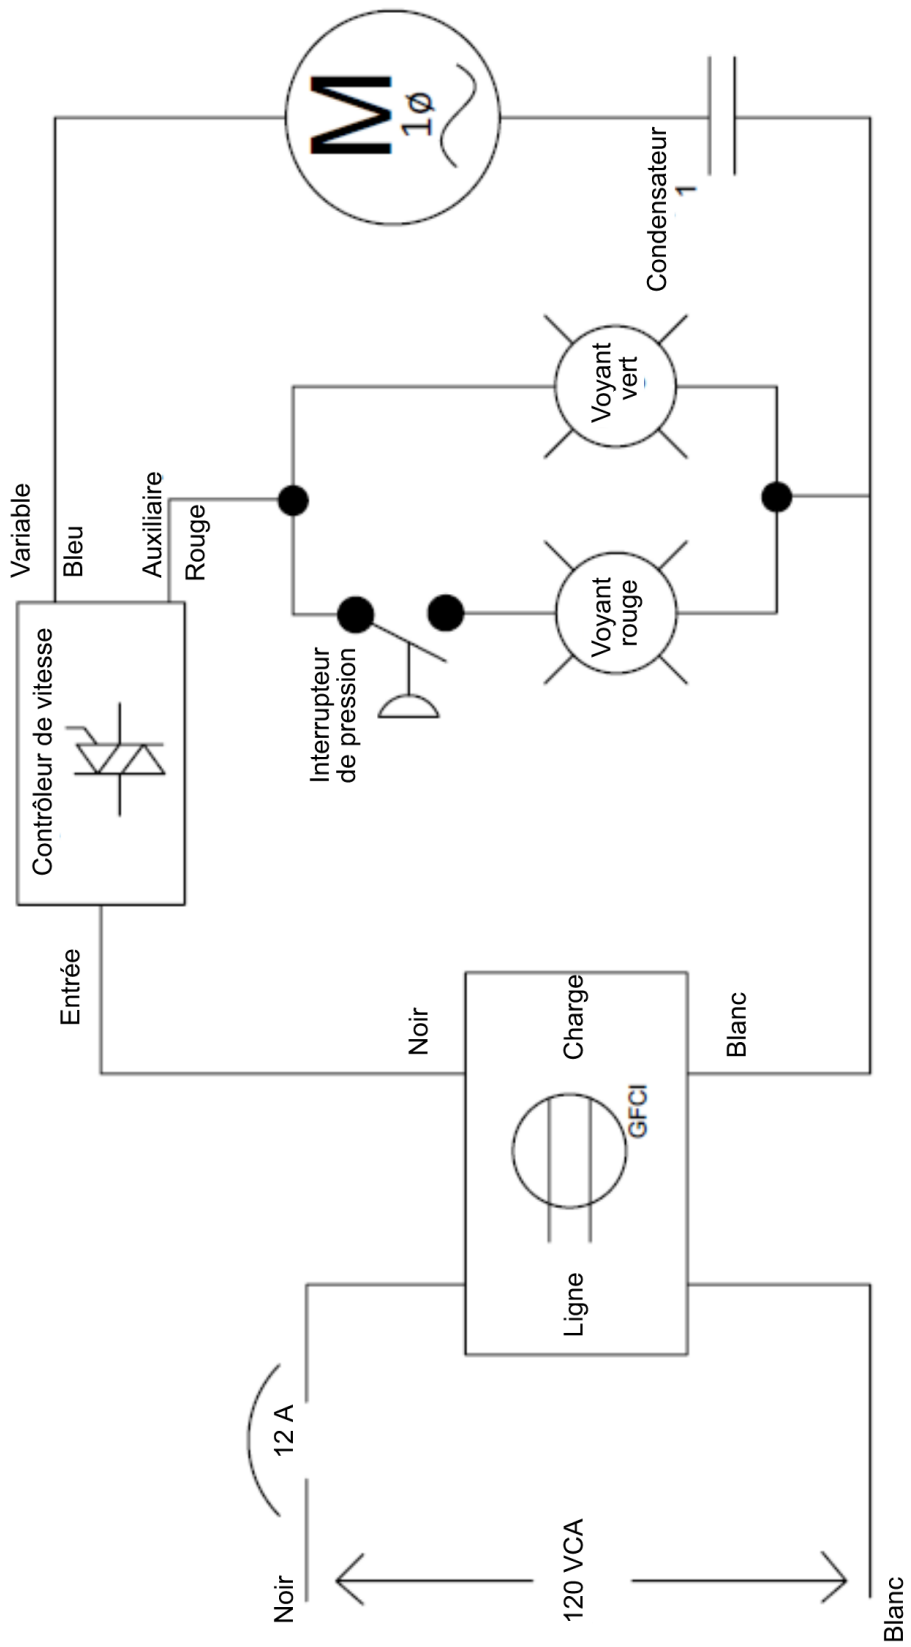 Noir
12 A
120 VCA
Blanc
Ligne
GFCI
Charge
Noir
Blanc
Entrée
Contrôleur de vitesse
Variable
Bleu
Auxiliaire
Rouge
Interrupteur
de pression
Voyant
rouge
Voyant
vert
M
1ø
Condensateur
1